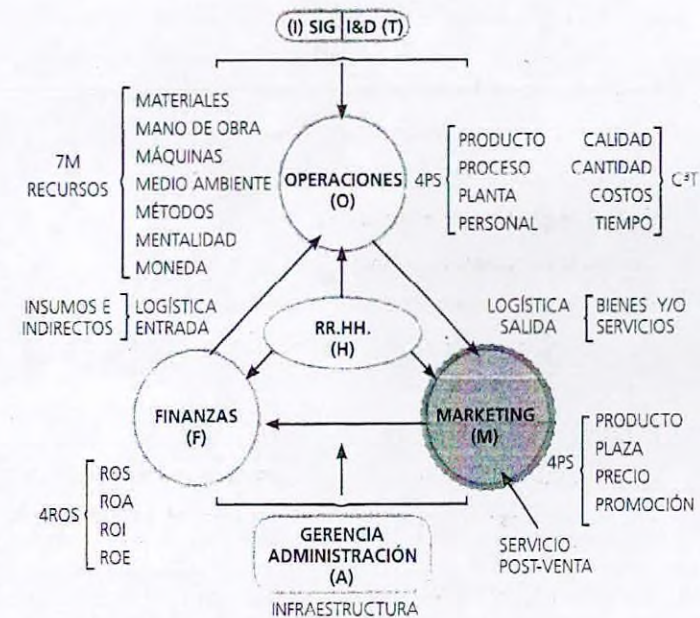 (I) SIG I&D (T)
7M
RECURSOS
MATERIALES
MANO DE OBRA
MÁQUINAS
MEDIO AMBIENTE
MÉTODOS
MENTALIDAD
MONEDA
OPERACIONES
(O)
4PS
PRODUCTO
PROCESO
PLANTA
PERSONAL
CALIDAD
CANTIDAD
COSTOS
TIEMPO
C³T
INSUMOS E
INDIRECTOS
LOGÍSTICA
ENTRADA
RR.HH.
(H)
LOGÍSTICA
SALIDA
BIENES Y/O
SERVICIOS
FINANZAS
(F)
MARKETING
(M)
4PS
PRODUCTO
PLAZA
PRECIO
PROMOCIÓN
4ROS
ROS
ROA
ROI
ROE
GERENCIA
ADMINISTRACIÓN
(A)
INFRAESTRUCTURA
SERVICIO
POST-VENTA